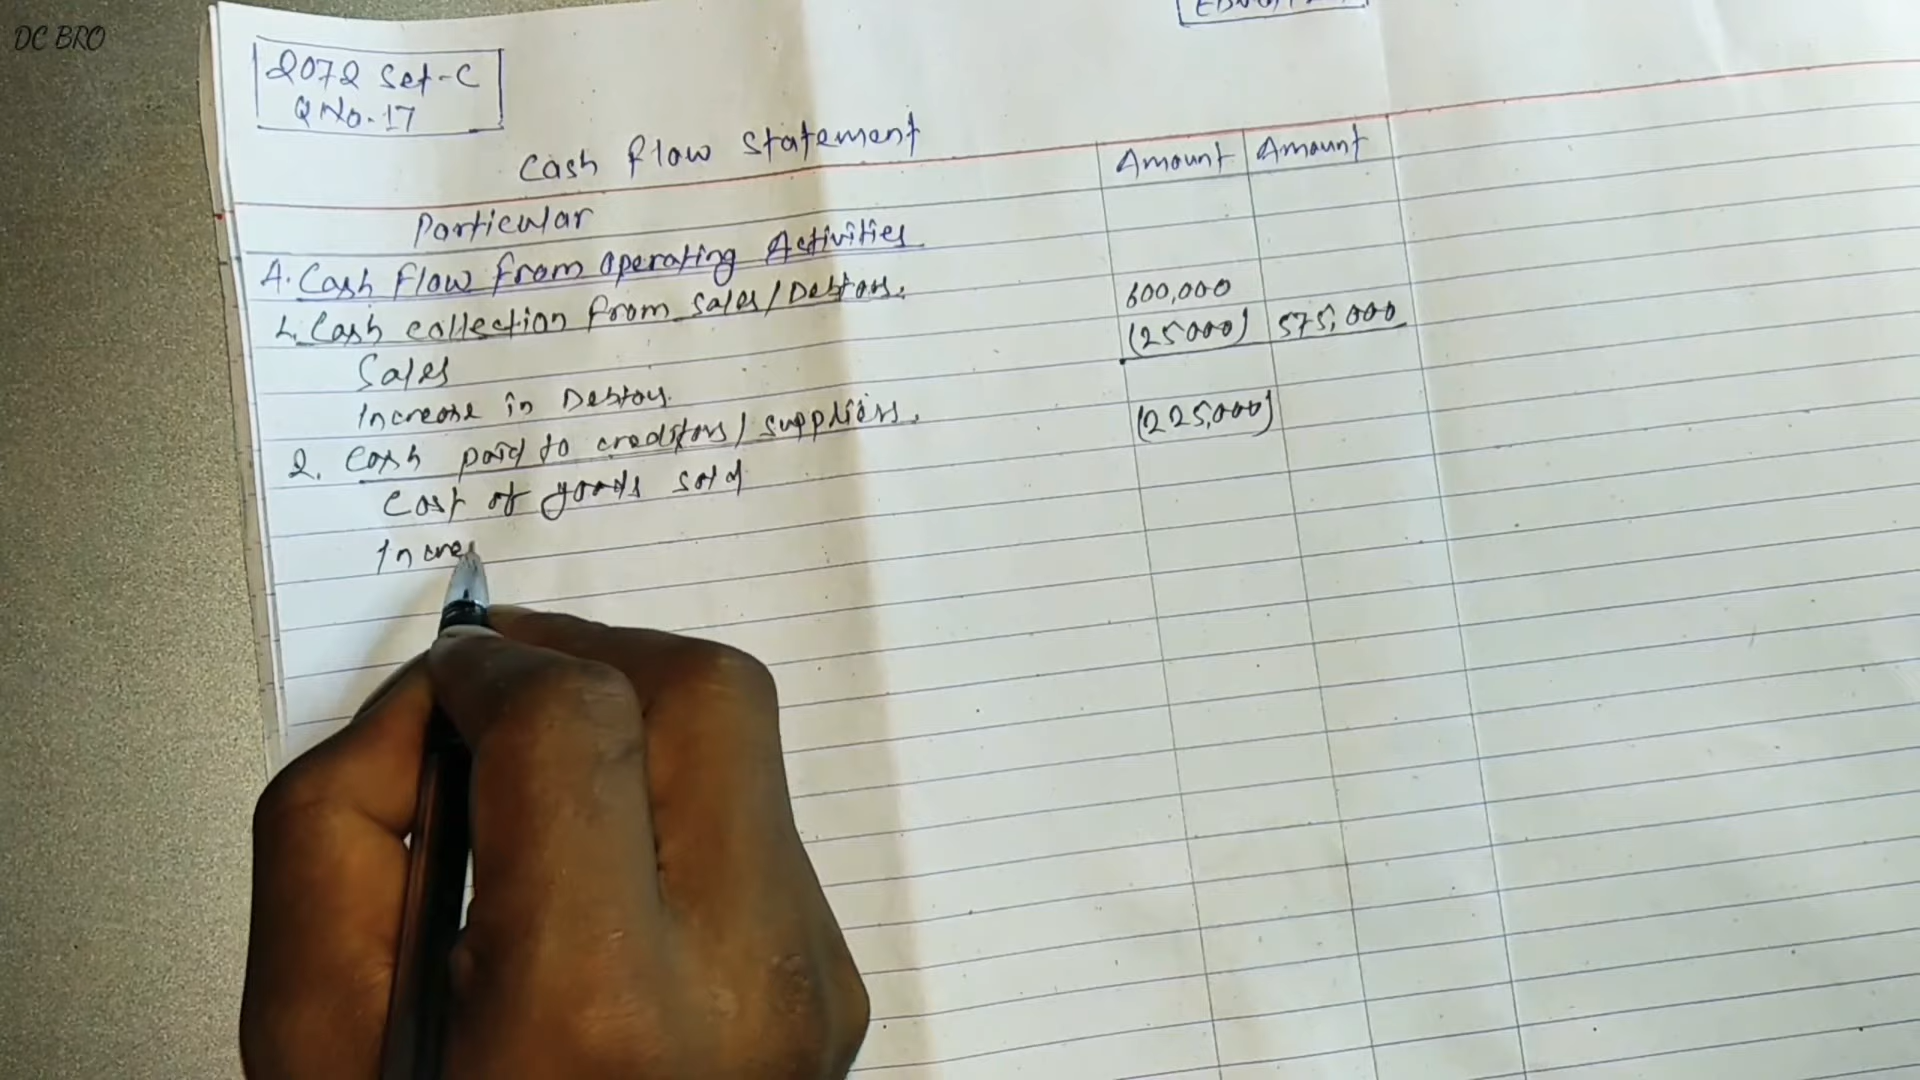 DC BRO
2072 Set-C
Q No. 17
Cash flow statement
Particular
Amount
Amount
A. Cash flow from operating Activities
1. Cash collection from sales/Debtors.
Sales
600,000
Increase in Debtors.
(25000) 575,000
2. Cash paid to creditors/suppliers.
Cost of goods sold
(225,000)
Incre